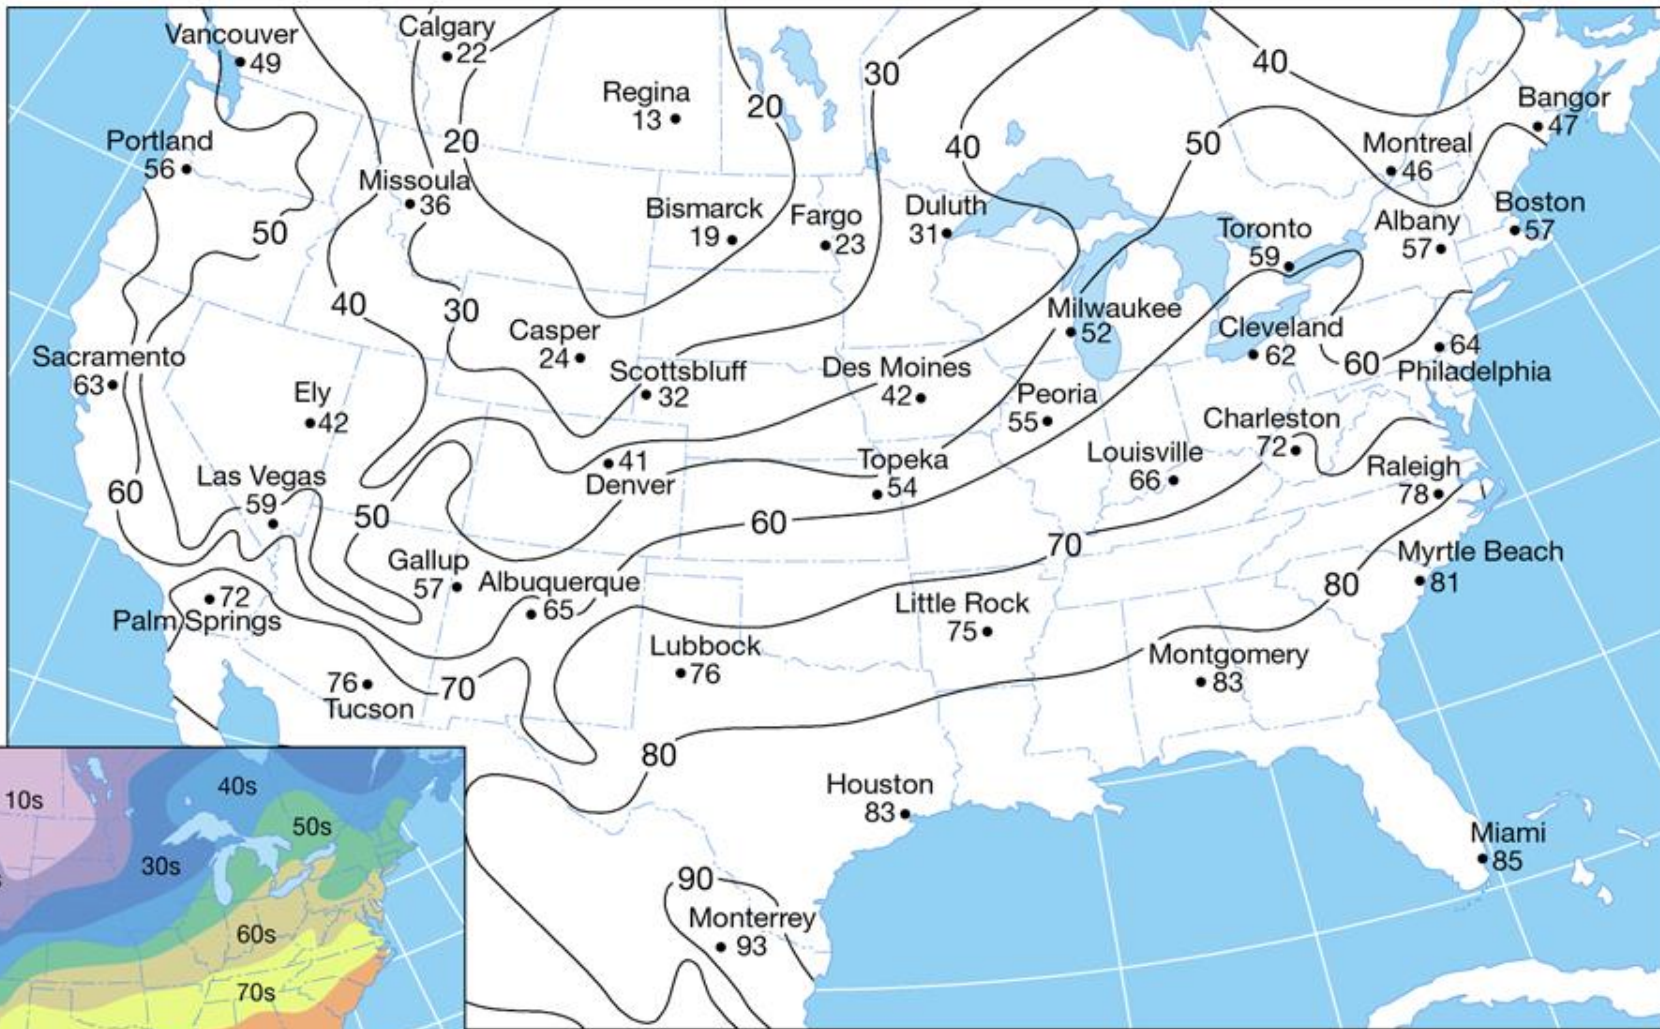 Vancouver
49
Calgary
22
30
40
Regina
13
20
Bangor
47
Portland
56
20
40
50
Montreal
46
Missoula
36
Bismarck
19
Fargo
23
Duluth
31
Boston
57
50
Toronto
59
Albany
57
40
30
Milwaukee
52
Casper
24
Cleveland
62
Sacramento
63
Scottsbluff
32
Des Moines
42
60
64
Philadelphia
Ely
42
Peoria
55
Charleston
72
Las Vegas
59
41
Denver
Topeka
54
Louisville
66
Raleigh
78
60
50
60
70
Gallup
57
Albuquerque
65
Myrtle Beach
81
72
Palm Springs
Little Rock
75
80
Lubbock
76
Montgomery
83
76
Tucson
70
80
Houston
83
Miami
85
90
Monterrey
93
10s
40s
50s
30s
60s
70s